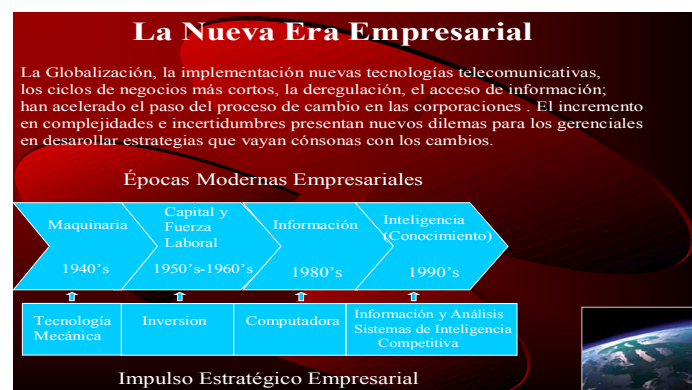 La Nueva Era Empresarial
La Globalización, la implementación nuevas tecnologías telecomunicativas,
los ciclos de negocios más cortos, la deregulación, el acceso de información;
han acelerado el paso del proceso de cambio en las corporaciones . El incremento
en complejidades e incertidumbres presentan nuevos dilemas para los gerenciales
en desarollar estrategias que vayan cónsonas con los cambios.
Épocas Modernas Empresariales
Maquinaria
1940’s
Capital y
Fuerza
Laboral
1950’s-1960’s
Información
1980’s
Inteligencia
(Conocimiento)
1990’s
Tecnología
Mecánica
Inversion
Computadora
Información y Análisis
Sistemas de Inteligencia
Competitiva
Impulso Estratégico Empresarial